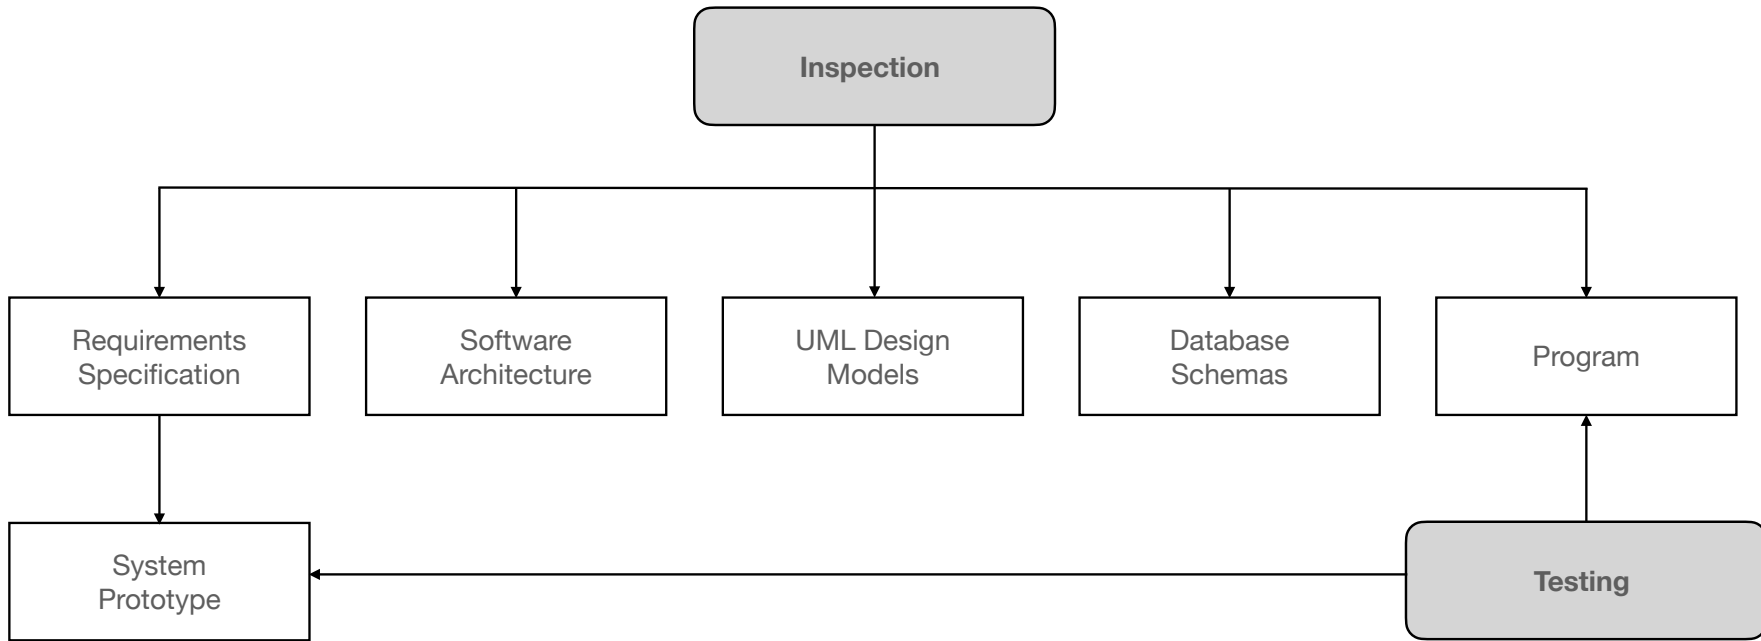 Inspection
Requirements
Specification
Software
Architecture
UML Design
Models
Database
Schemas
Program
System
Prototype
Testing